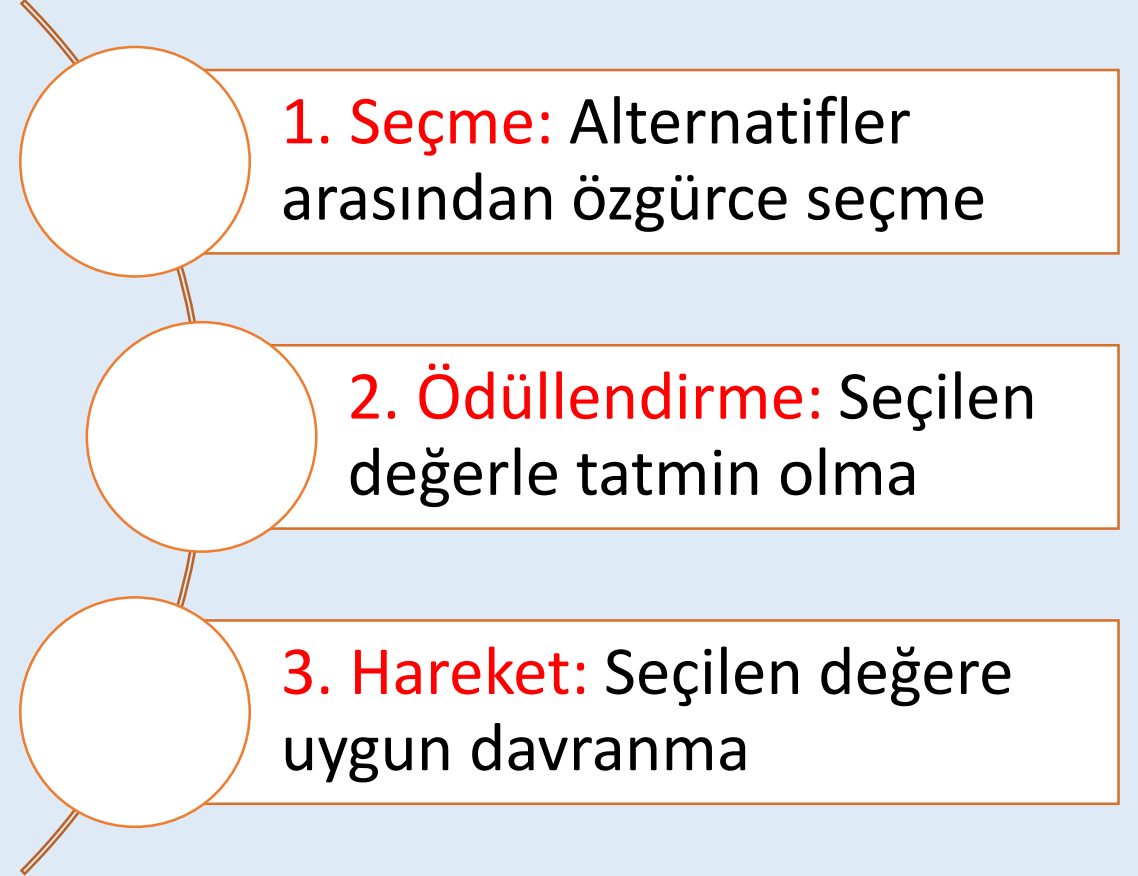 1. Seçme: Alternatifler
arasından özgürce seçme
2. Ödüllendirme: Seçilen
değerle tatmin olma
3. Hareket: Seçilen değere
uygun davranma